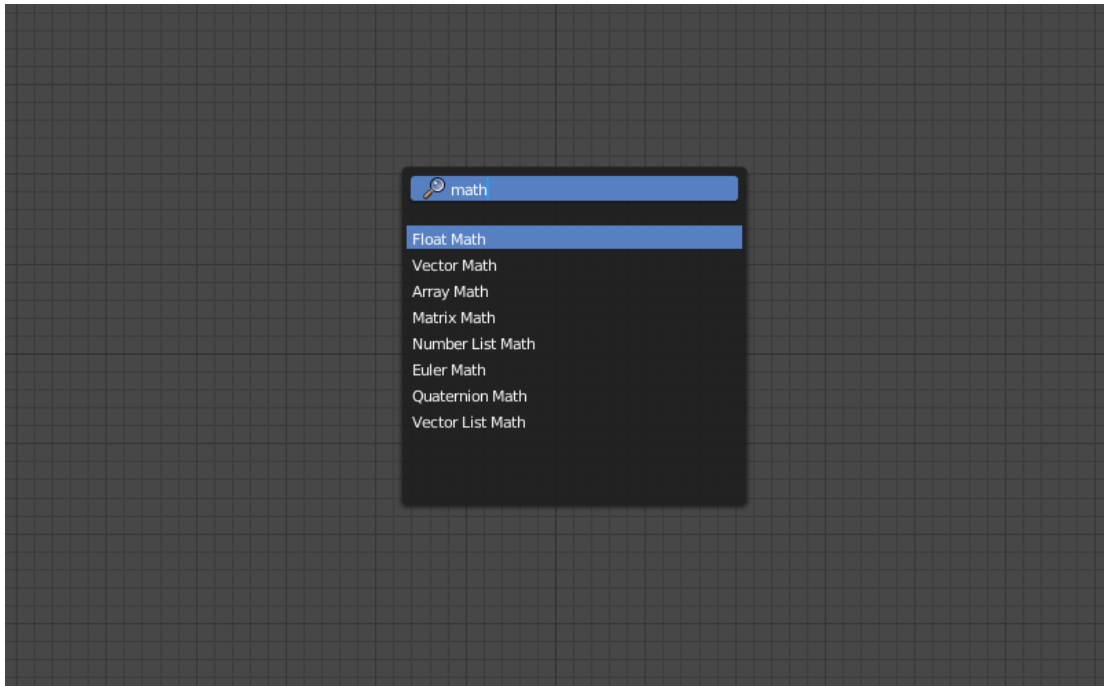 math
Float Math
Vector Math
Array Math
Matrix Math
Number List Math
Euler Math
Quaternion Math
Vector List Math